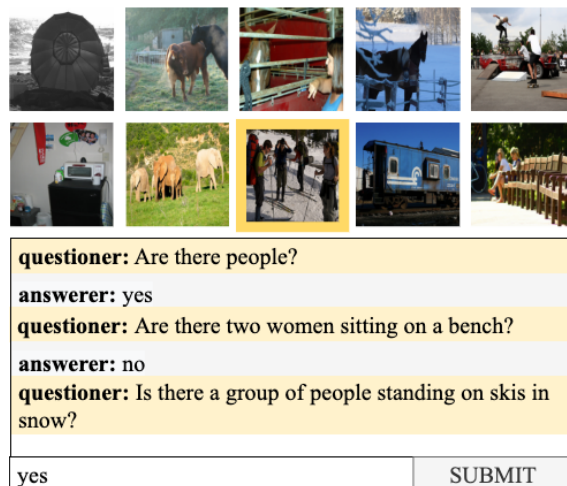 questioner: Are there people?
answerer: yes
questioner: Are there two women sitting on a bench?
answerer: no
questioner: Is there a group of people standing on skis in
snow?
yes
SUBMIT